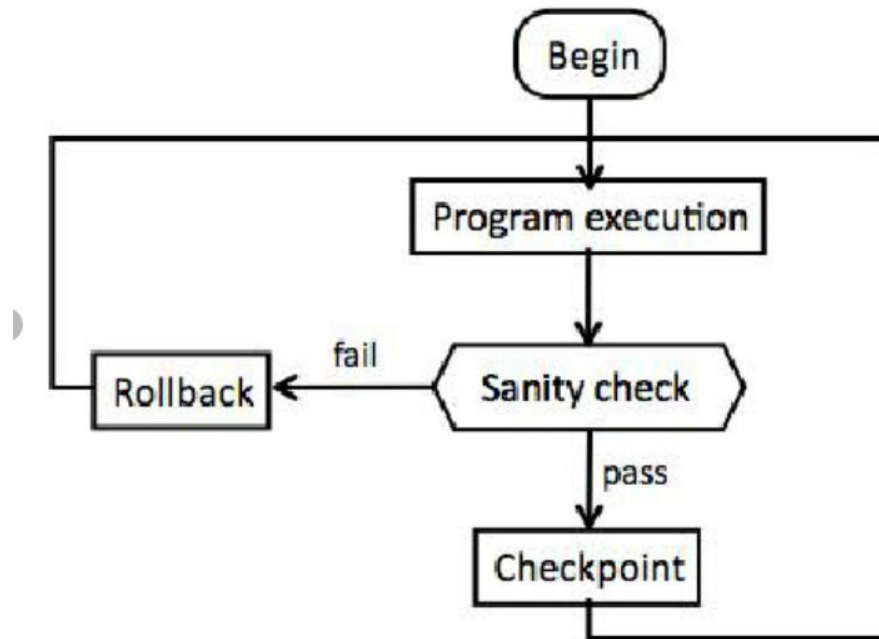 Begin
Program execution
fail
Sanity check
Rollback
pass
Checkpoint